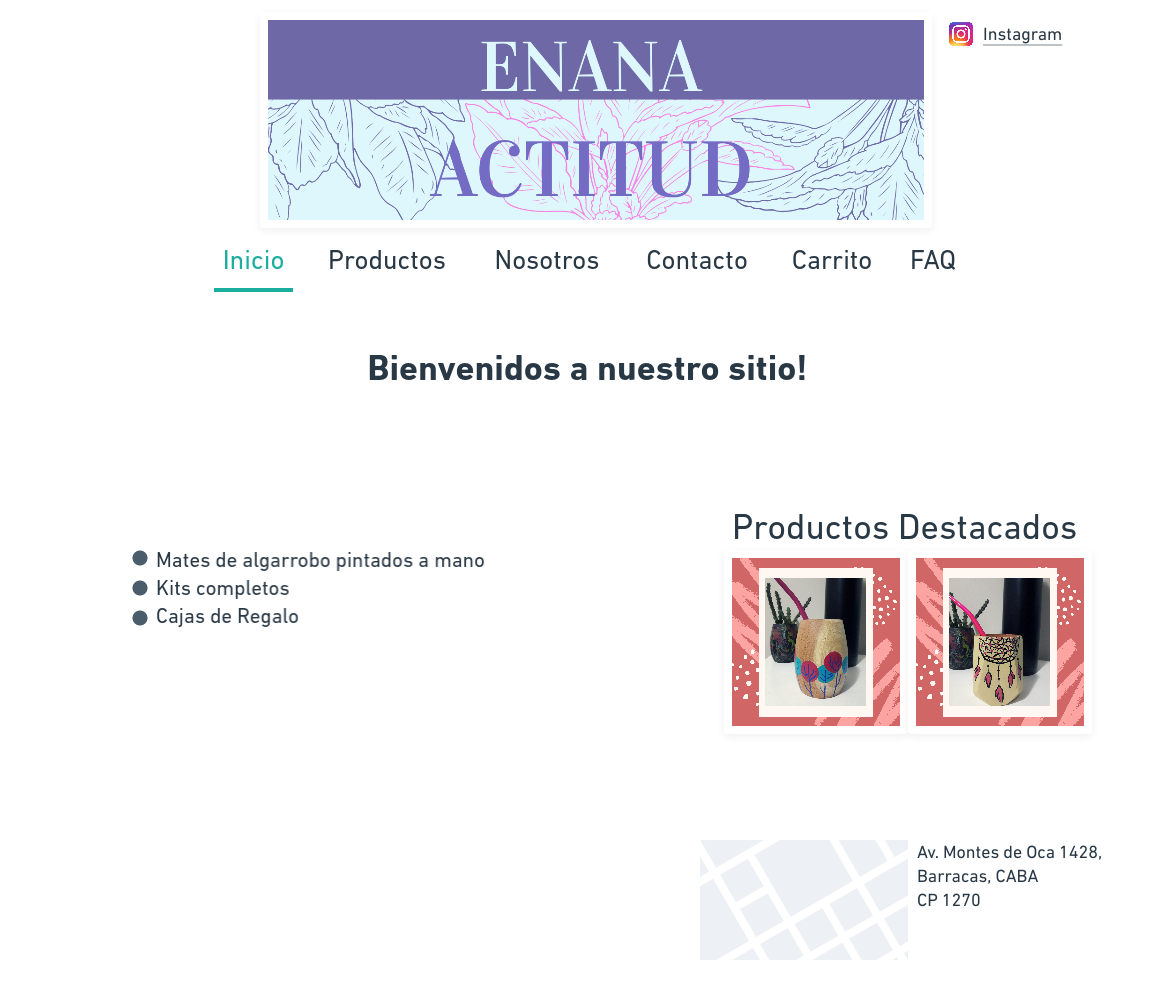 ENANA
ACTITUD
Instagram
Inicio Productos Nosotros Contacto Carrito FAQ
Bienvenidos a nuestro sitio!
Mates de algarrobo pintados a mano
Kits completos
Cajas de Regalo
Productos Destacados
Av. Montes de Oca 1428,
Barracas, CABA
CP 1270